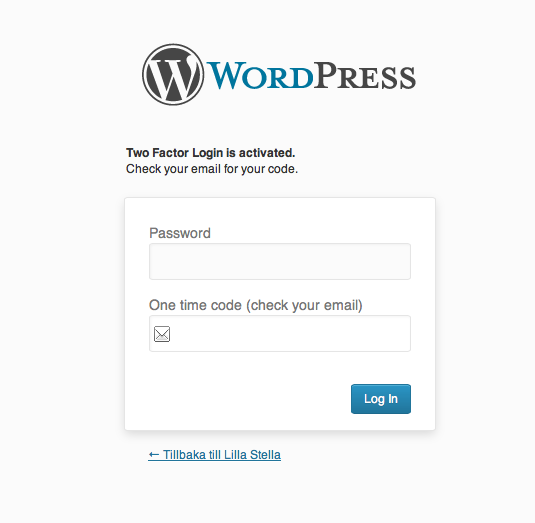 WORDPRESS
Two Factor Login is activated.
Check your email for your code.
Password
One time code (check your email)
Log In
← Tillbaka till Lilla Stella